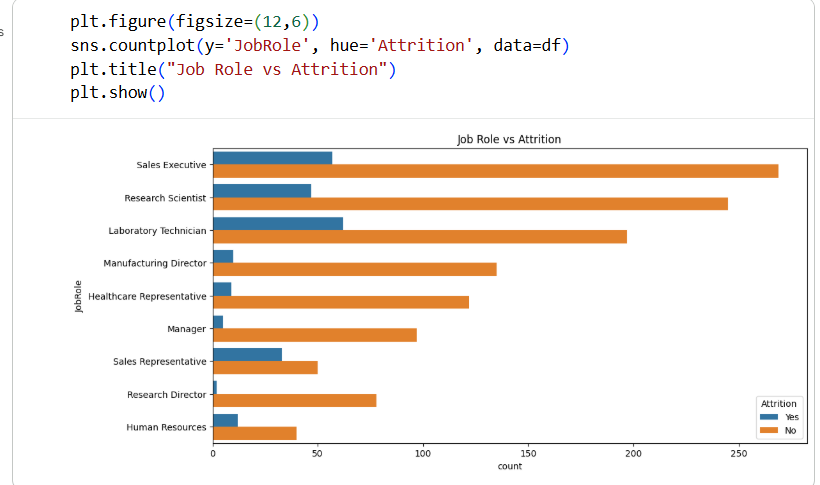 plt.figure(figsize=(12,6))
sns.countplot(y='JobRole', hue='Attrition', data=df)
plt.title("Job Role vs Attrition")
plt.show()
Job Role vs Attrition
Sales Executive
Research Scientist
Laboratory Technician
Manufacturing Director
Healthcare Representative
Manager
Sales Representative
Research Director
Human Resources
JobRole
Attrition
Yes
No
0 50 100 150 200 250
count